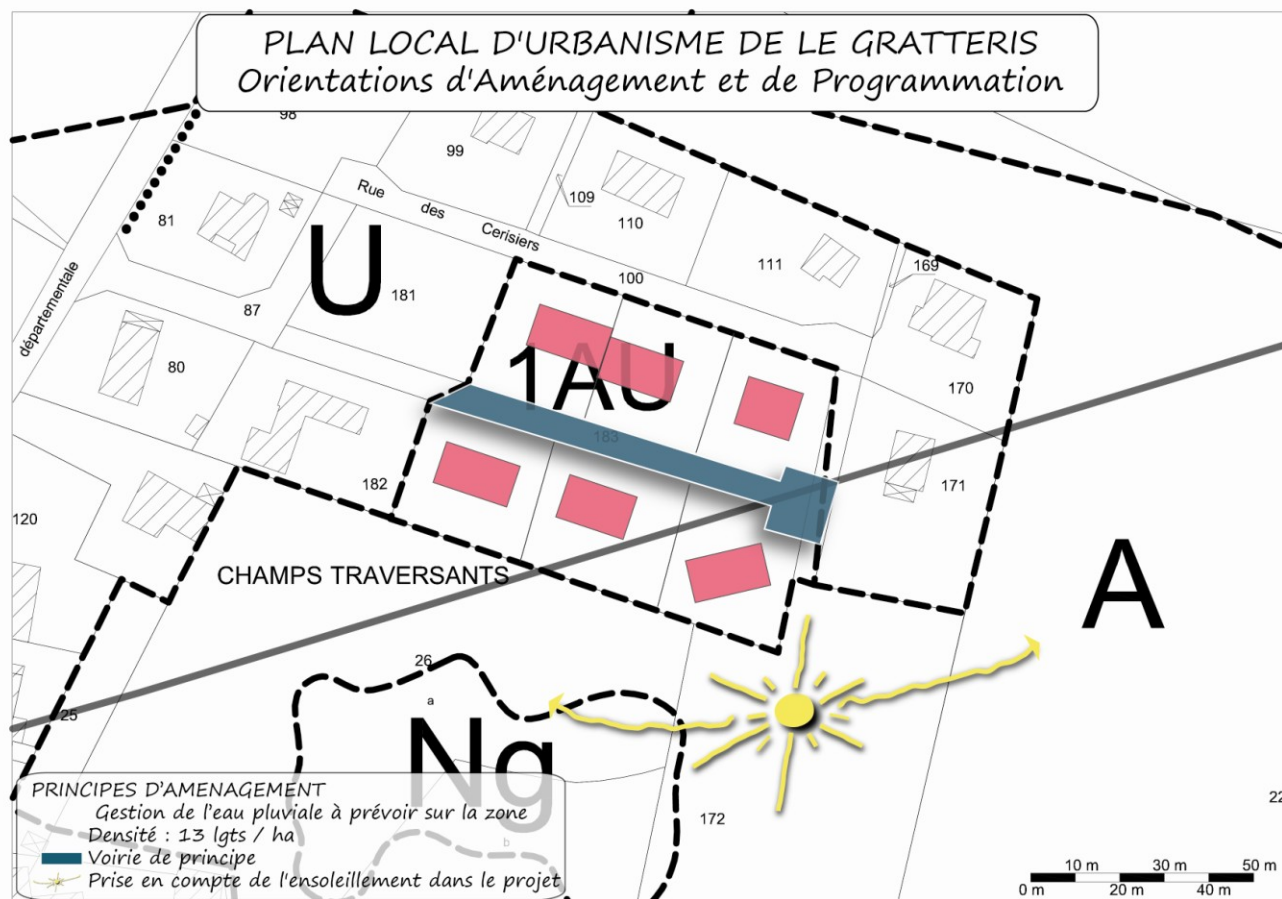 PLAN LOCAL D'URBANISME DE LE GRATTERIS
Orientations d'Aménagement et de Programmation
98
99
Rue des Cerisiers
109
110
81
U
100
111
169
181
87
départementale
80
1AU
170
183
182
171
120
CHAMPS TRAVERSANTS
A
26
a
25
Ng
b
172
22
PRINCIPES D'AMENAGEMENT
Gestion de l'eau pluviale à prévoir sur la zone
Densité : 13 lgts / ha
Voirie de principe
Prise en compte de l'ensoleillement dans le projet
10 m 30 m 50 m
0 m 20 m 40 m